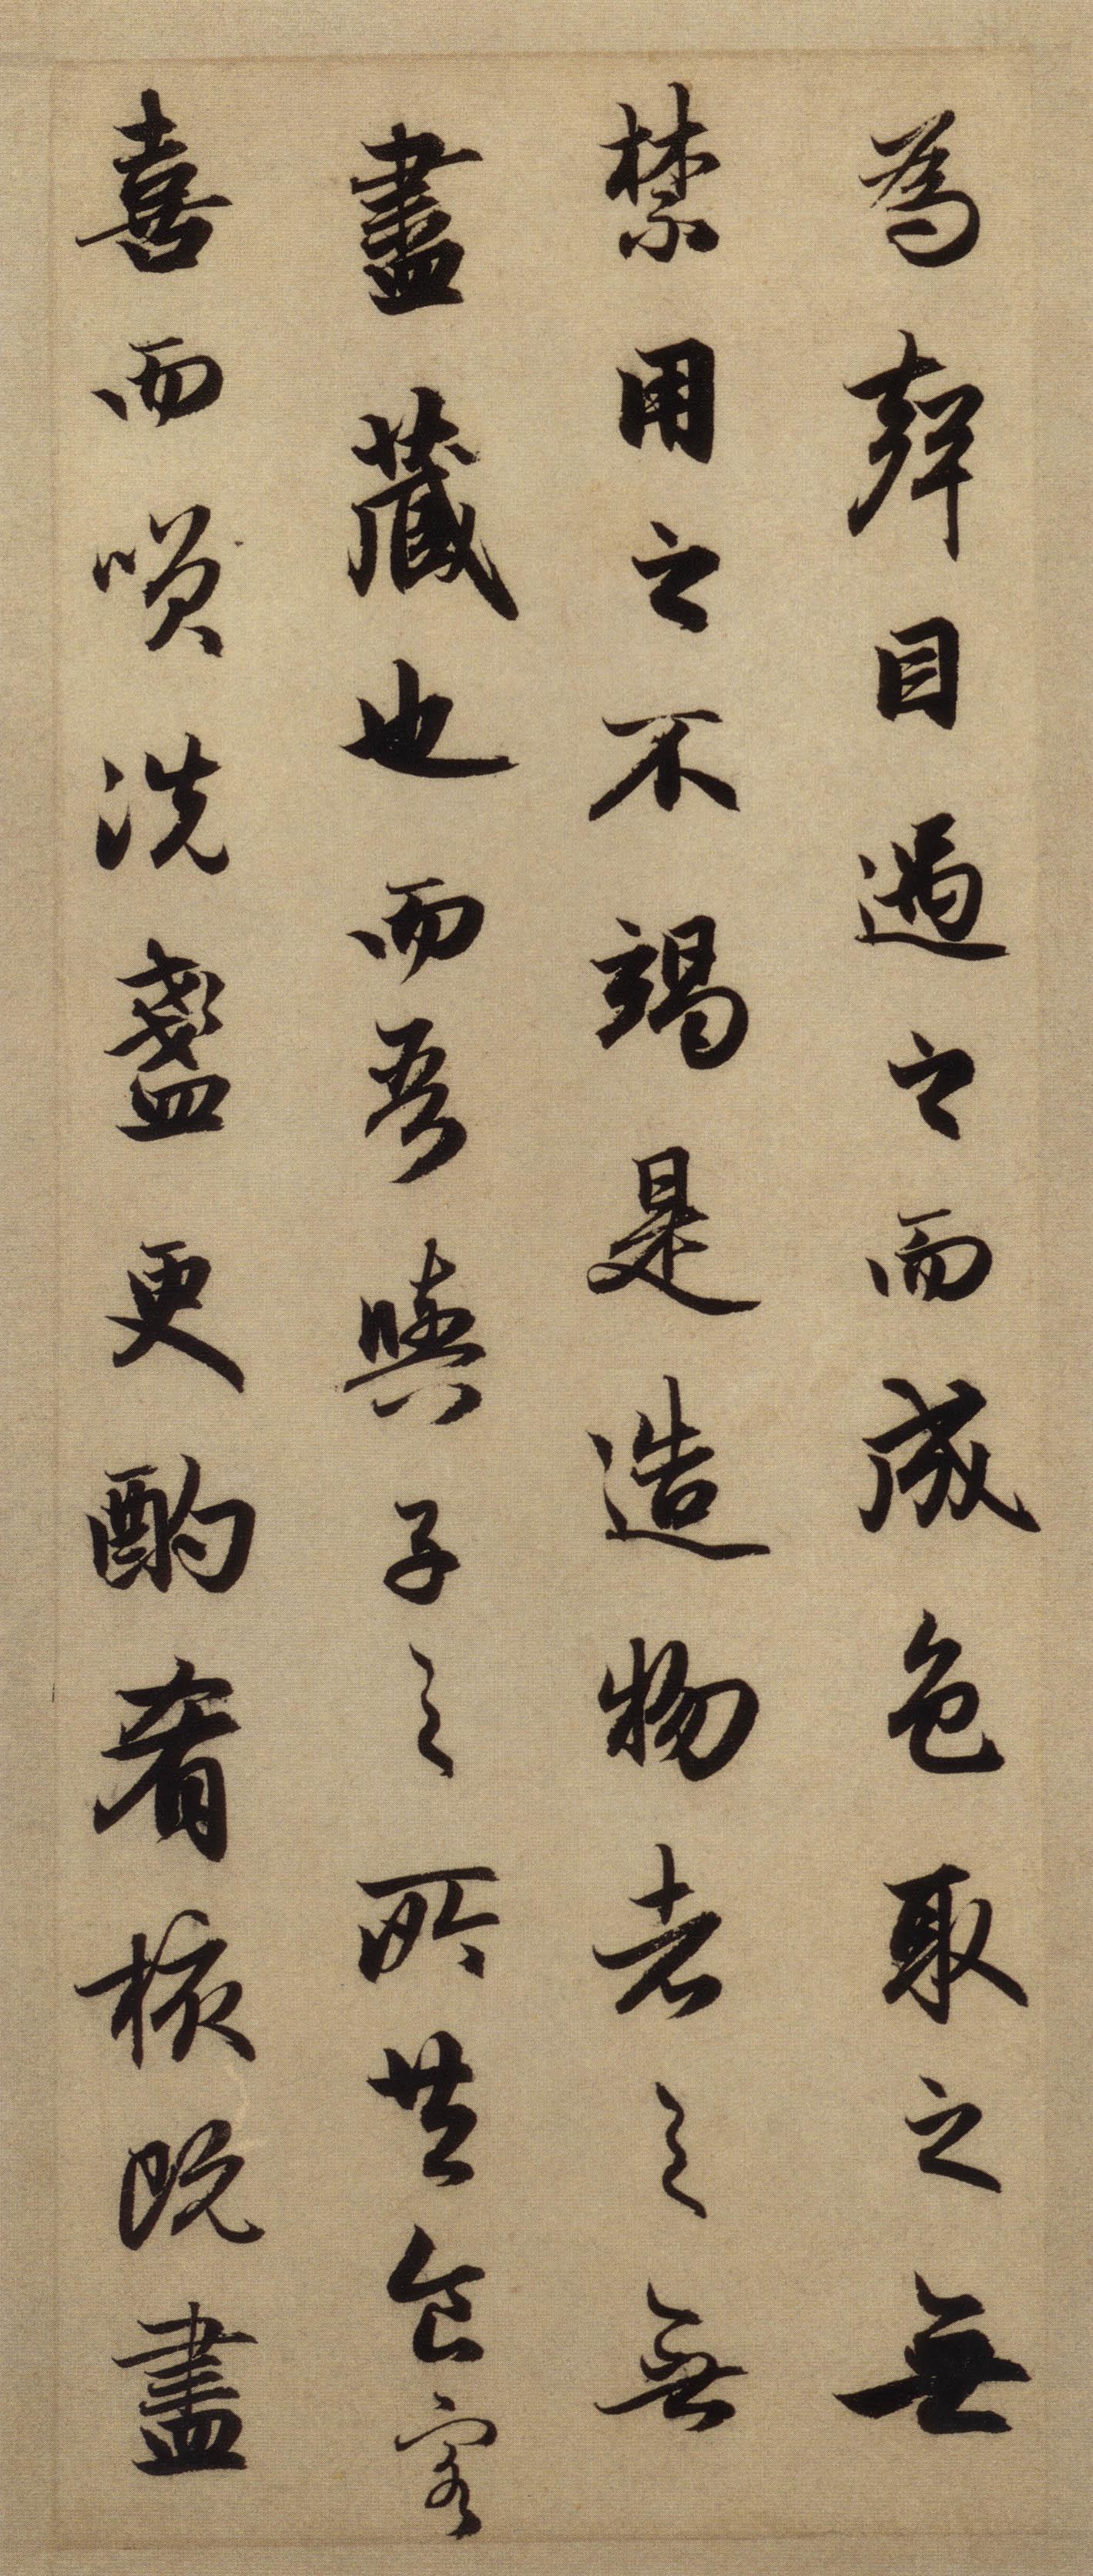 為聲目遇之而成色取之無
禁用之不竭是造物者之無
盡藏也而吾與子之所共食客
喜而笑洗盞更酌肴核既盡